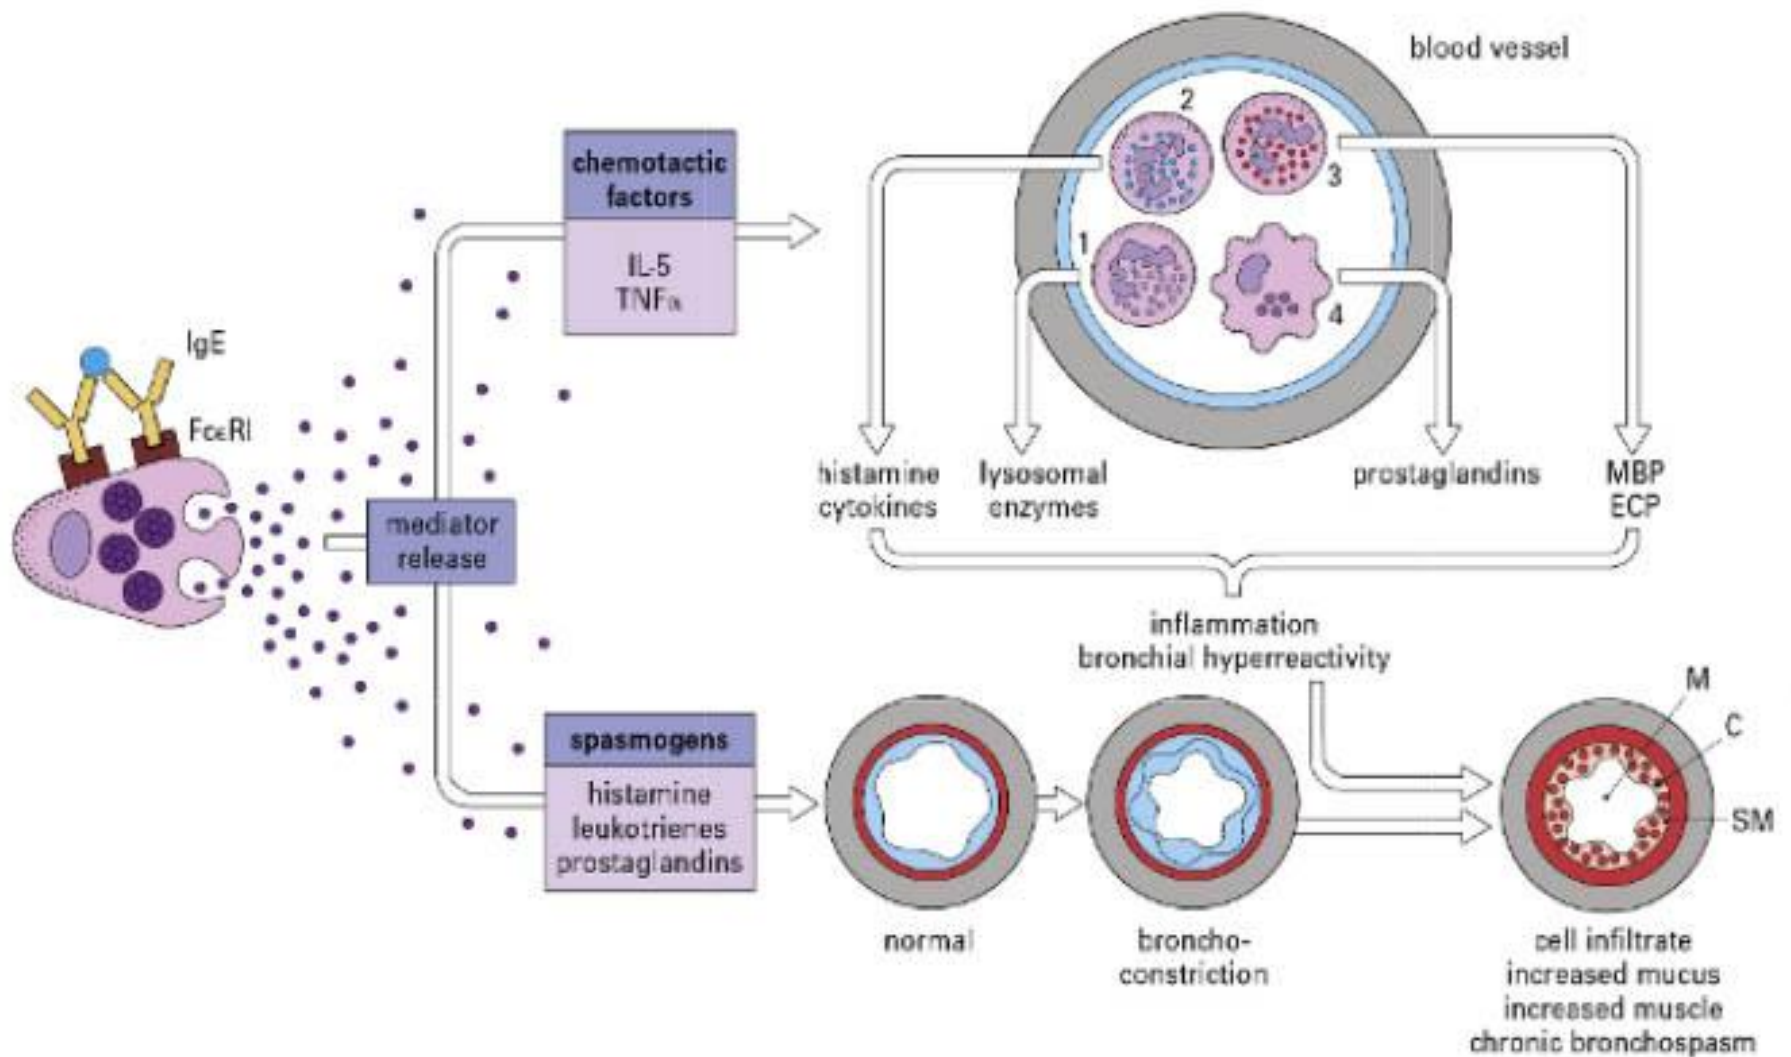 blood vessel
chemotactic
factors
IL-5
TNFα
2
3
1
4
IgE
FcεRI
mediator
release
histamine
cytokines
lysosomal
enzymes
prostaglandins
MBP
ECP
inflammation
bronchial hyperreactivity
spasmogens
histamine
leukotrienes
prostaglandins
M
C
SM
normal
broncho-
constriction
cell infiltrate
increased mucus
increased muscle
chronic bronchospasm